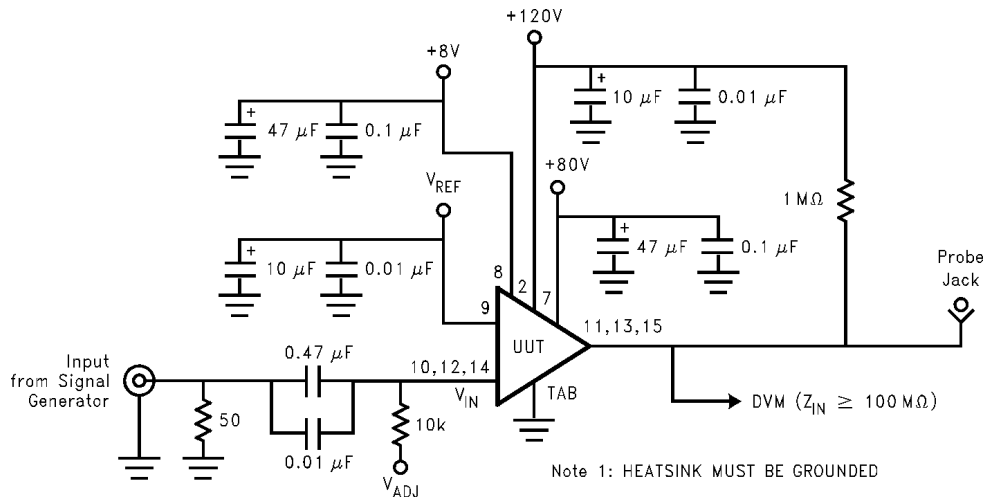 +120V
+8V
+
47 μF
0.1 μF
+
10 μF
0.01 μF
+80V
1 MΩ
V_REF
+
47 μF
0.1 μF
+
10 μF
0.01 μF
8
2
7
9
Probe
Jack
11,13,15
UUT
Input
from Signal
Generator
0.47 μF
10,12,14
V_IN
TAB
50
0.01 μF
10k
V_ADJ
DVM (Z_IN ≥ 100 MΩ)
Note 1: HEATSINK MUST BE GROUNDED